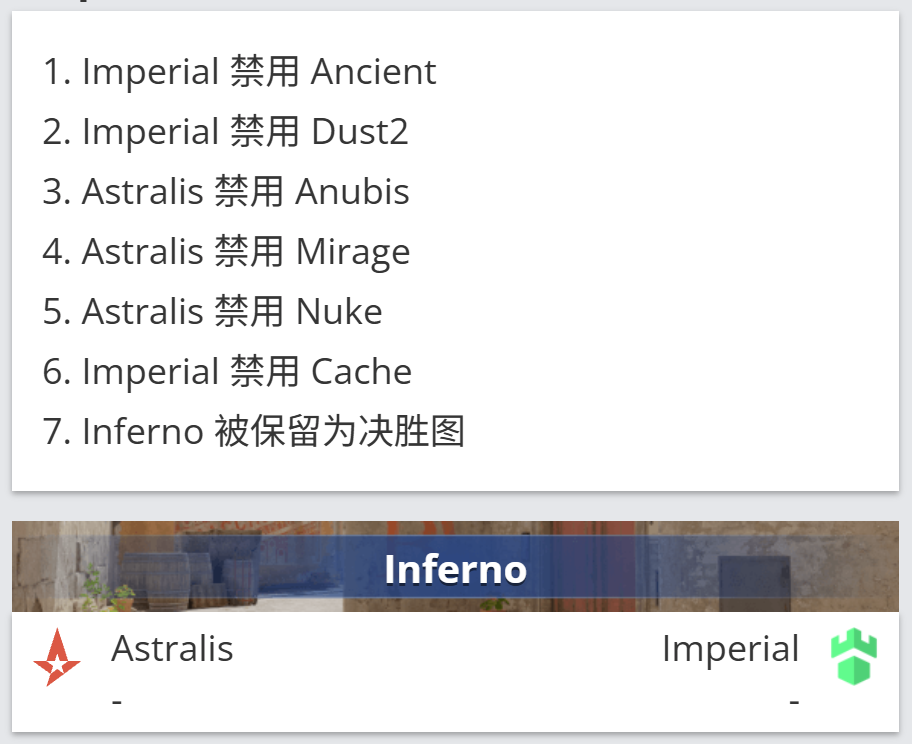 1. Imperial 禁用 Ancient
2. Imperial 禁用 Dust2
3. Astralis 禁用 Anubis
4. Astralis 禁用 Mirage
5. Astralis 禁用 Nuke
6. Imperial 禁用 Cache
7. Inferno 被保留为决胜图
Inferno
Astralis Imperial
- -